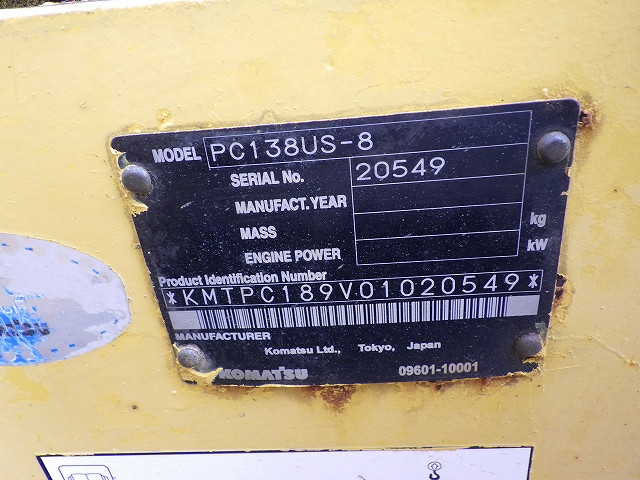 MODEL PC138US-8
SERIAL No. 20549
MANUFACT. YEAR
MASS kg
ENGINE POWER kW
Product Identification Number
*KMTPC189V01020549*
MANUFACTURER
Komatsu Ltd., Tokyo, Japan
KOMATSU 09601-10001